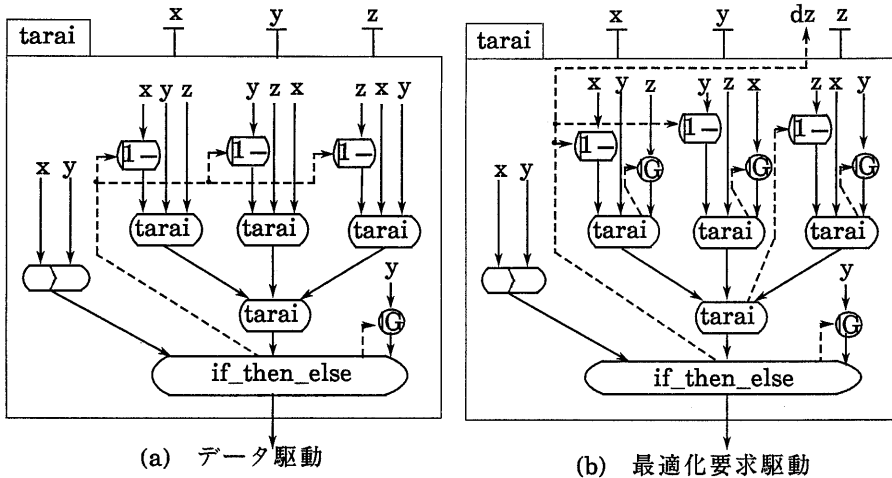 x y z
tarai
x y z y z x z x y
1− 1− 1−
x y
tarai tarai tarai
> tarai y
G
if_then_else
(a) データ駆動
x y dz z
tarai
x y z y z x z x y
1− 1− 1−
G G G
x y
tarai tarai tarai
> tarai y
G
if_then_else
(b) 最適化要求駆動